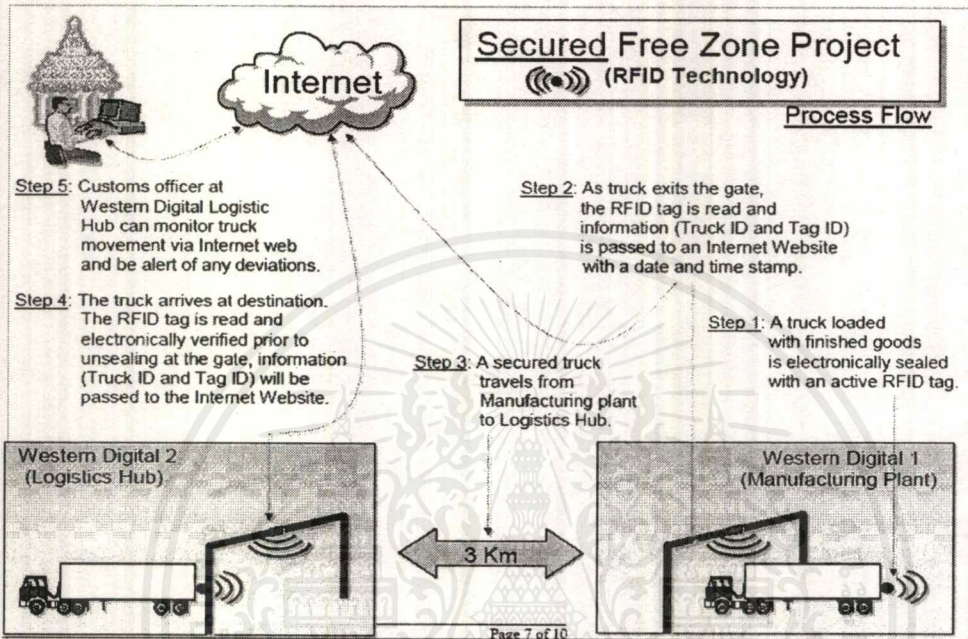 Secured Free Zone Project
(RFID Technology)
Process Flow
Internet
Step 5: Customs officer at
Western Digital Logistic
Hub can monitor truck
movement via Internet web
and be alert of any deviations.
Step 2: As truck exits the gate,
the RFID tag is read and
information (Truck ID and Tag ID)
is passed to an Internet Website
with a date and time stamp.
Step 4: The truck arrives at destination.
The RFID tag is read and
electronically verified prior to
unsealing at the gate, information
(Truck ID and Tag ID) will be
passed to the Internet Website.
Step 3: A secured truck
travels from
Manufacturing plant
to Logistics Hub.
Step 1: A truck loaded
with finished goods
is electronically sealed
with an active RFID tag.
Western Digital 2
(Logistics Hub)
3 Km
Western Digital 1
(Manufacturing Plant)
Page 7 of 10